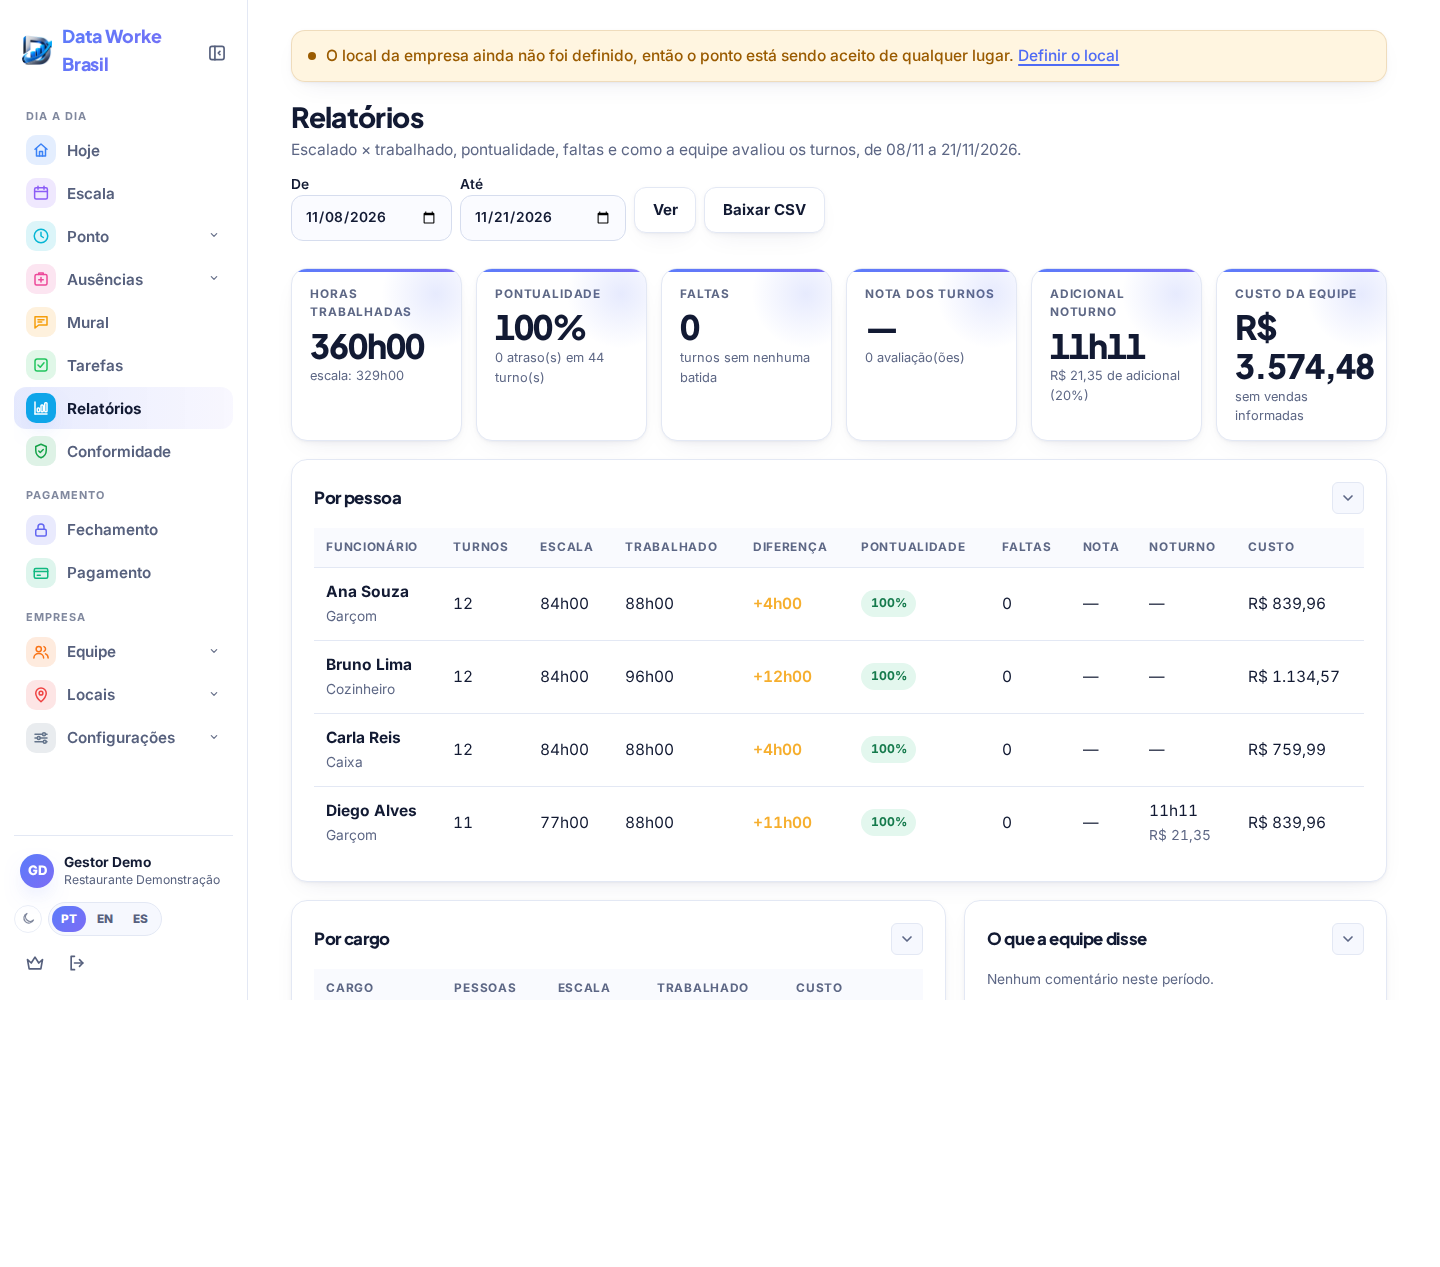 Data Worke
Brasil
DIA A DIA
Hoje
Escala
Ponto
Ausências
Mural
Tarefas
Relatórios
Conformidade
PAGAMENTO
Fechamento
Pagamento
EMPRESA
Equipe
Locais
Configurações
GD
Gestor Demo
Restaurante Demonstração
PT EN ES
O local da empresa ainda não foi definido, então o ponto está sendo aceito de qualquer lugar. Definir o local
Relatórios
Escalado × trabalhado, pontualidade, faltas e como a equipe avaliou os turnos, de 08/11 a 21/11/2026.
De Até
11/08/2026 11/21/2026 Ver Baixar CSV
HORAS
TRABALHADAS
360h00
escala: 329h00
PONTUALIDADE
100%
0 atraso(s) em 44
turno(s)
FALTAS
0
turnos sem nenhuma
batida
NOTA DOS TURNOS
—
0 avaliação(ões)
ADICIONAL
NOTURNO
11h11
R$ 21,35 de adicional
(20%)
CUSTO DA EQUIPE
R$
3.574,48
sem vendas
informadas
Por pessoa
FUNCIONÁRIO TURNOS ESCALA TRABALHADO DIFERENÇA PONTUALIDADE FALTAS NOTA NOTURNO CUSTO
Ana Souza
Garçom
12 84h00 88h00 +4h00 100% 0 — — R$ 839,96
Bruno Lima
Cozinheiro
12 84h00 96h00 +12h00 100% 0 — — R$ 1.134,57
Carla Reis
Caixa
12 84h00 88h00 +4h00 100% 0 — — R$ 759,99
Diego Alves
Garçom
11 77h00 88h00 +11h00 100% 0 — 11h11 R$ 839,96
R$ 21,35
Por cargo
CARGO PESSOAS ESCALA TRABALHADO CUSTO
O que a equipe disse
Nenhum comentário neste período.